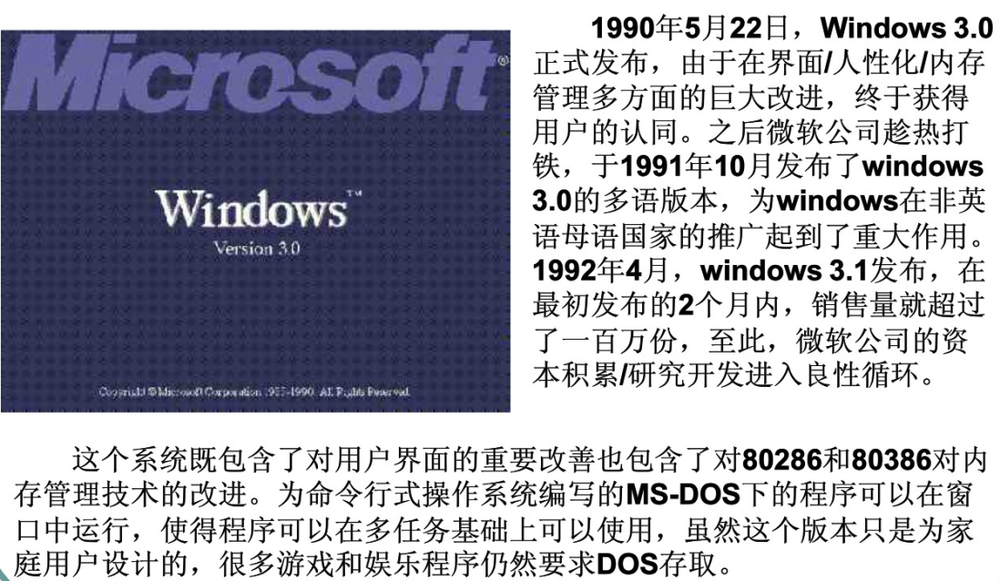 Microsoft®
Windows™
Version 3.0
Copyright © Microsoft Corporation 1985-1990. All Rights Reserved.
1990年5月22日，Windows 3.0
正式发布，由于在界面/人性化/内存
管理多方面的巨大改进，终于获得
用户的认同。之后微软公司趁热打
铁，于1991年10月发布了windows
3.0的多语版本，为windows在非英
语母语国家的推广起到了重大作用。
1992年4月，windows 3.1发布，在
最初发布的2个月内，销售量就超过
了一百万份，至此，微软公司的资
本积累/研究开发进入良性循环。
这个系统既包含了对用户界面的重要改善也包含了对80286和80386对内
存管理技术的改进。为命令行式操作系统编写的MS-DOS下的程序可以在窗
口中运行，使得程序可以在多任务基础上可以使用，虽然这个版本只是为家
庭用户设计的，很多游戏和娱乐程序仍然要求DOS存取。